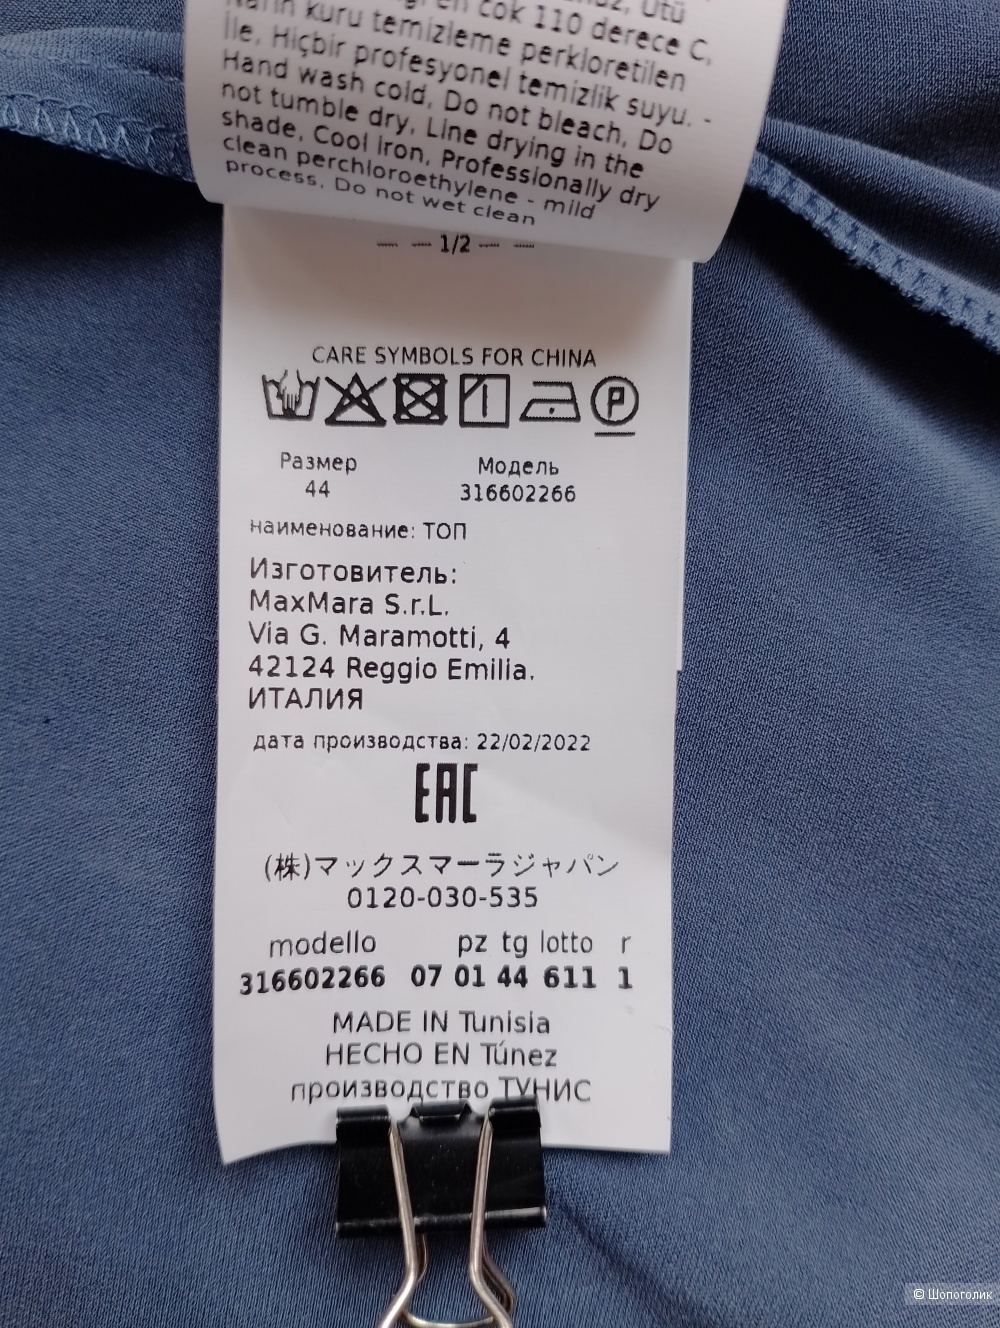 Ütü
en çok 110 derece C.
Narin kuru temizleme perkloretilen
İle. Hiçbir profesyonel temizlik suyu. -
Hand wash cold. Do not bleach. Do
not tumble dry. Line drying in the
shade. Cool iron. Professionally dry
clean perchloroethylene - mild
process. Do not wet clean
1/2
CARE SYMBOLS FOR CHINA
P
Размер Модель
44 316602266
наименование: ТОП
Изготовитель:
MaxMara S.r.L.
Via G. Maramotti, 4
42124 Reggio Emilia.
ИТАЛИЯ
дата производства: 22/02/2022
EAC
(株)マックスマーラジャパン
0120-030-535
modello pz tg lotto r
316602266 07 01 44 611 1
MADE IN Tunisia
HECHO EN Túnez
производство ТУНИС
© Шопоголик